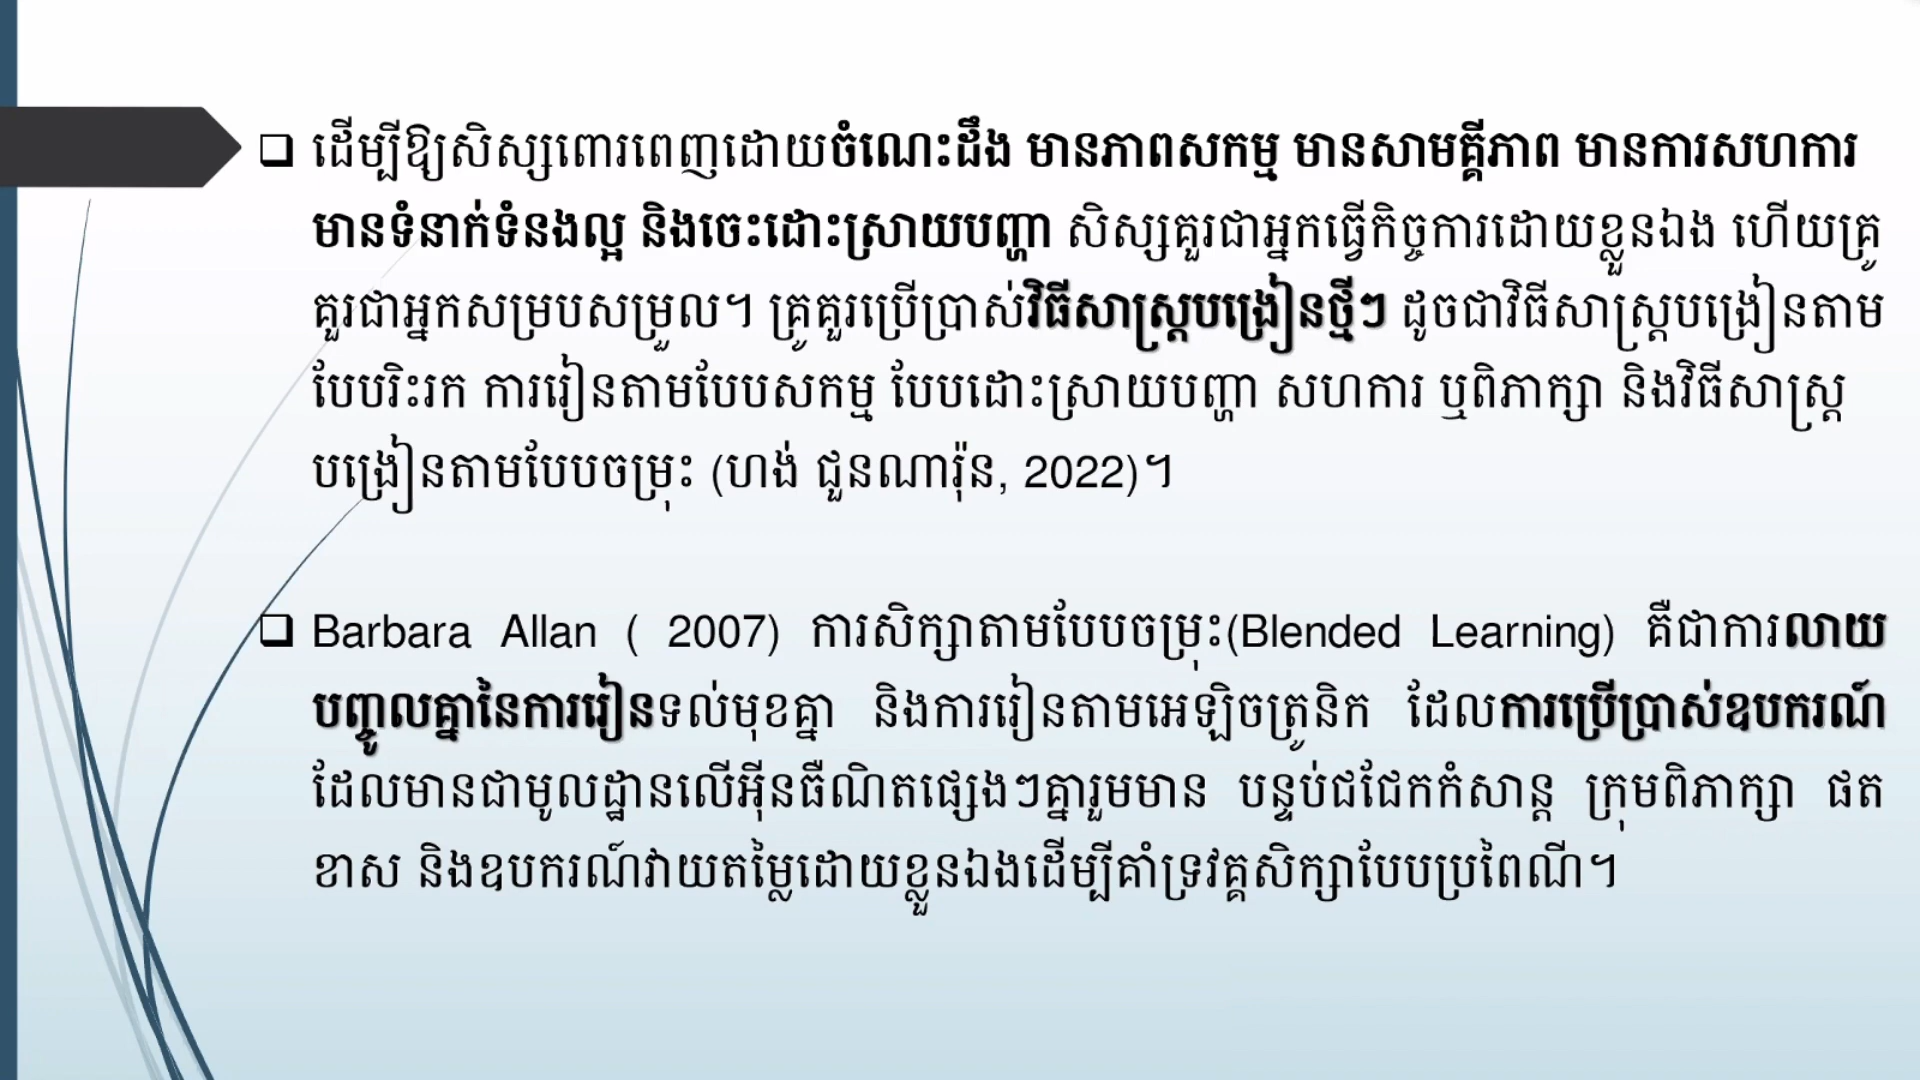 ដើម្បីឱ្យសិស្សពោរពេញដោយចំណេះដឹង មានភាពសកម្ម មានសាមគ្គីភាព មានការសហការ
មានទំនាក់ទំនងល្អ និងចេះដោះស្រាយបញ្ហា សិស្សគួរជាអ្នកធ្វើកិច្ចការដោយខ្លួនឯង ហើយគ្រូ
គួរជាអ្នកសម្របសម្រួល។ គ្រូគួរប្រើប្រាស់វិធីសាស្ត្របង្រៀនថ្មីៗ ដូចជាវិធីសាស្ត្របង្រៀនតាម
បែបរិះរក ការរៀនតាមបែបសកម្ម បែបដោះស្រាយបញ្ហា សហការ ឬពិភាក្សា និងវិធីសាស្ត្រ
បង្រៀនតាមបែបចម្រុះ (ហង់ ជួនណារ៉ុន, 2022)។
Barbara Allan ( 2007) ការសិក្សាតាមបែបចម្រុះ(Blended Learning) គឺជាការលាយ
បញ្ចូលគ្នានៃការរៀនទល់មុខគ្នា និងការរៀនតាមអេឡិចត្រូនិក ដែលការប្រើប្រាស់ឧបករណ៍
ដែលមានជាមូលដ្ឋានលើអ៊ីនធឺណិតផ្សេងៗគ្នារួមមាន បន្ទប់ជជែកកំសាន្ត ក្រុមពិភាក្សា ផត
ខាស និងឧបករណ៍វាយតម្លៃដោយខ្លួនឯងដើម្បីគាំទ្រវគ្គសិក្សាបែបប្រពៃណី។